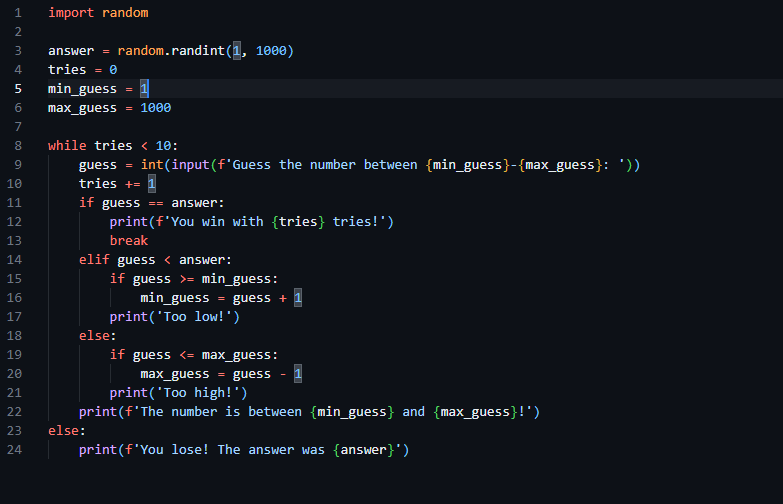 1 import random
2
3 answer = random.randint(1, 1000)
4 tries = 0
5 min_guess = 1
6 max_guess = 1000
7
8 while tries < 10:
9     guess = int(input(f'Guess the number between {min_guess}-{max_guess}: '))
10     tries += 1
11     if guess == answer:
12         print(f'You win with {tries} tries!')
13         break
14     elif guess < answer:
15         if guess >= min_guess:
16             min_guess = guess + 1
17         print('Too low!')
18     else:
19         if guess <= max_guess:
20             max_guess = guess - 1
21         print('Too high!')
22     print(f'The number is between {min_guess} and {max_guess}!')
23 else:
24     print(f'You lose! The answer was {answer}')